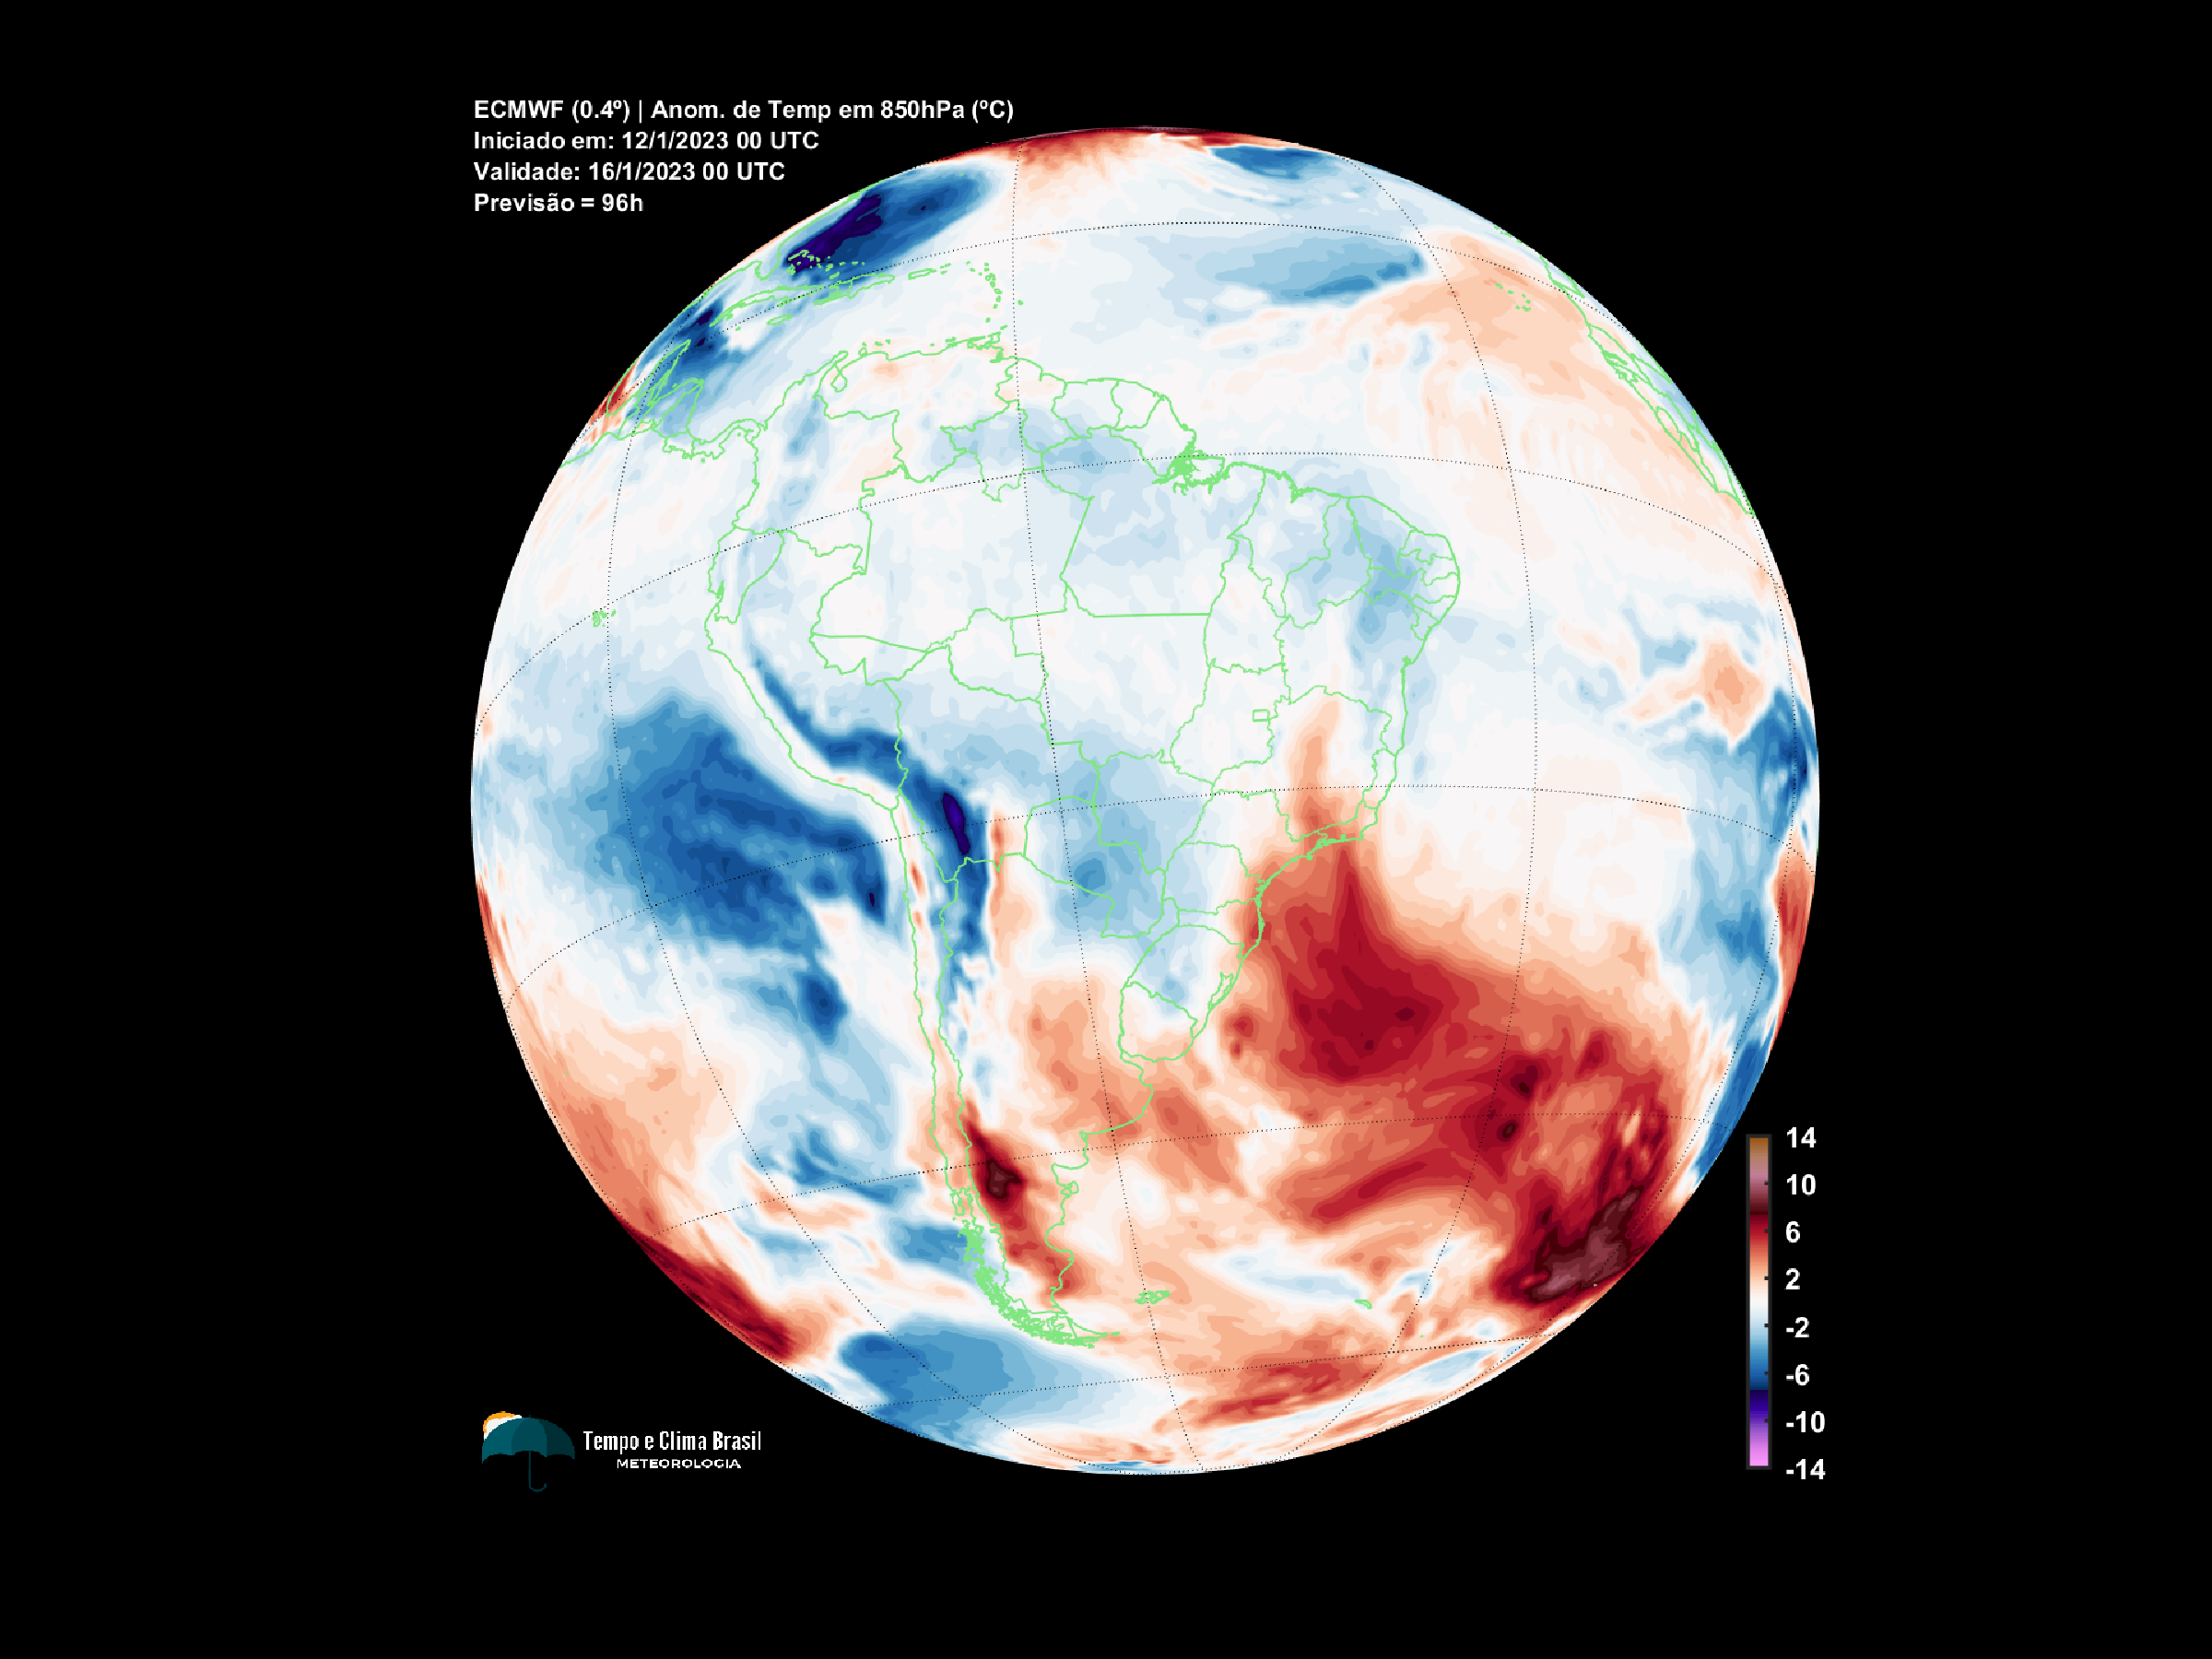 ECMWF (0.4º) | Anom. de Temp em 850hPa (ºC)
Iniciado em: 12/1/2023 00 UTC
Validade: 16/1/2023 00 UTC
Previsão = 96h
14
10
6
2
-2
-6
-10
-14
Tempo e Clima Brasil
METEOROLOGIA